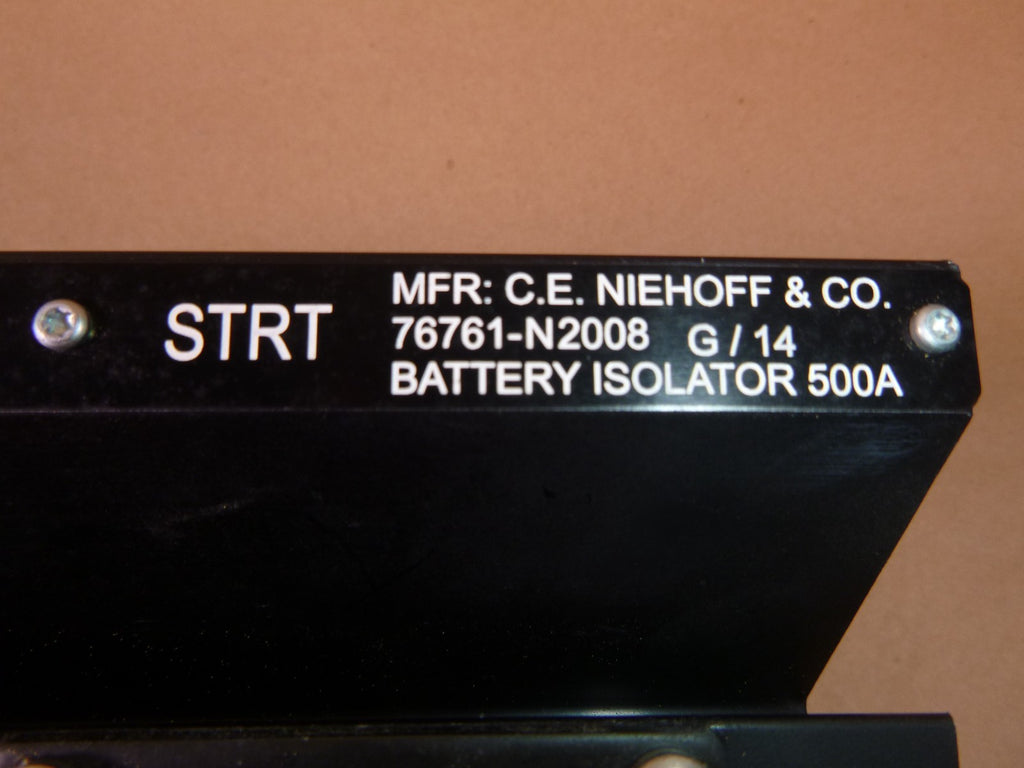 STRT
MFR: C.E. NIEHOFF & CO.
76761-N2008 G / 14
BATTERY ISOLATOR 500A